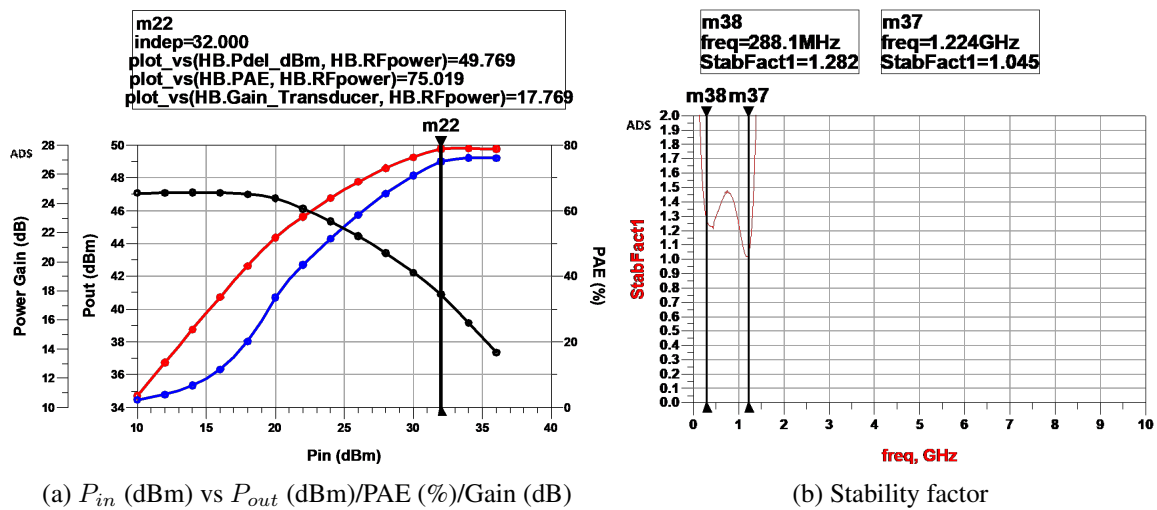 m22
indep=32.000
plot_vs(HB.Pdel_dBm, HB.RFpower)=49.769
plot_vs(HB.PAE, HB.RFpower)=75.019
plot_vs(HB.Gain_Transducer, HB.RFpower)=17.769
m22
ADS
28
26
24
22
20
18
16
14
12
10
Power Gain (dB)
50
48
46
44
42
40
38
36
34
Pout (dBm)
80
60
40
20
0
PAE (%)
10
15
20
25
30
35
40
Pin (dBm)
(a) P_in (dBm) vs P_out (dBm)/PAE (%)/Gain (dB)
m38
freq=288.1MHz
StabFact1=1.282
m37
freq=1.224GHz
StabFact1=1.045
m38 m37
ADS
2.0
1.9
1.8
1.7
1.6
1.5
1.4
1.3
1.2
1.1
1.0
0.9
0.8
0.7
0.6
0.5
0.4
0.3
0.2
0.1
0.0
StabFact1
0 1 2 3 4 5 6 7 8 9 10
freq, GHz
(b) Stability factor